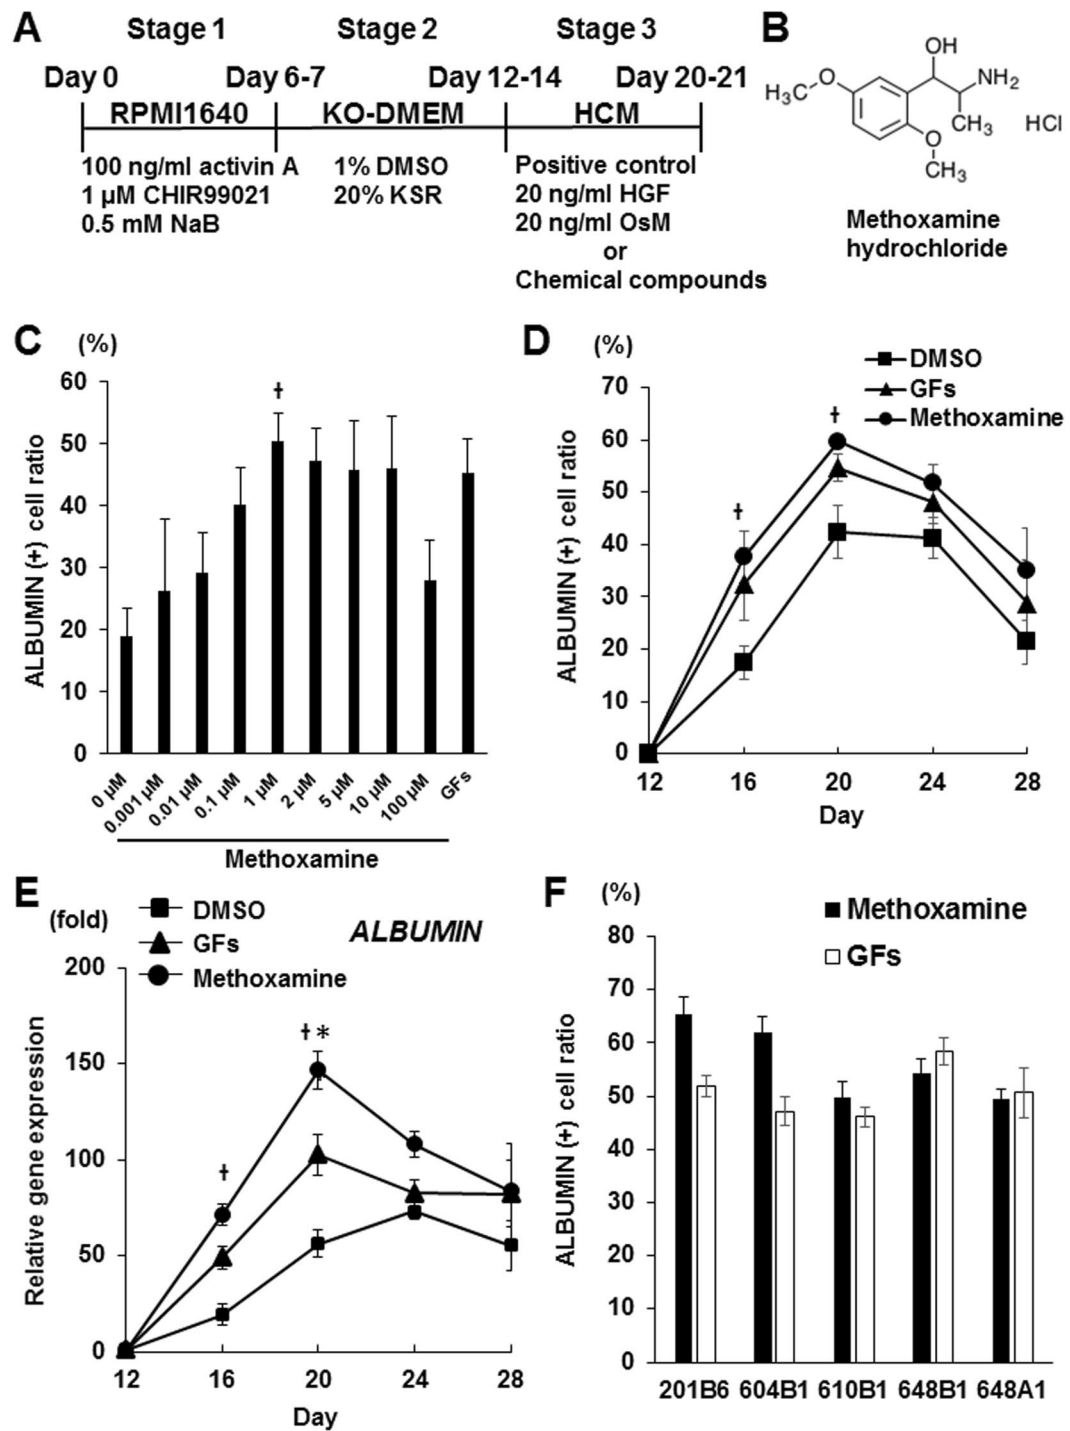 A
Stage 1 Stage 2 Stage 3
Day 0 Day 6-7 Day 12-14 Day 20-21
RPMI1640 KO-DMEM HCM
100 ng/ml activin A
1 µM CHIR99021
0.5 mM NaB
1% DMSO
20% KSR
Positive control
20 ng/ml HGF
20 ng/ml OsM
or
Chemical compounds
B
OH
H₃C
O
NH₂
CH₃
O
CH₃
HCl
Methoxamine
hydrochloride
C (%)
ALBUMIN (+) cell ratio
60
50
40
30
20
10
0
ƚ
0 µM 0.001 µM 0.01 µM 0.1 µM 1 µM 2 µM 5 µM 10 µM 100 µM GFs
Methoxamine
D (%)
DMSO
GFs
Methoxamine
ALBUMIN (+) cell ratio
70
60
50
40
30
20
10
0
ƚ ƚ
12 16 20 24 28
Day
E (fold)
DMSO
GFs
Methoxamine
ALBUMIN
Relative gene expression
200
150
100
50
0
ƚ ƚ *
12 16 20 24 28
Day
F (%)
Methoxamine
GFs
ALBUMIN (+) cell ratio
80
70
60
50
40
30
20
10
0
201B6 604B1 610B1 648B1 648A1